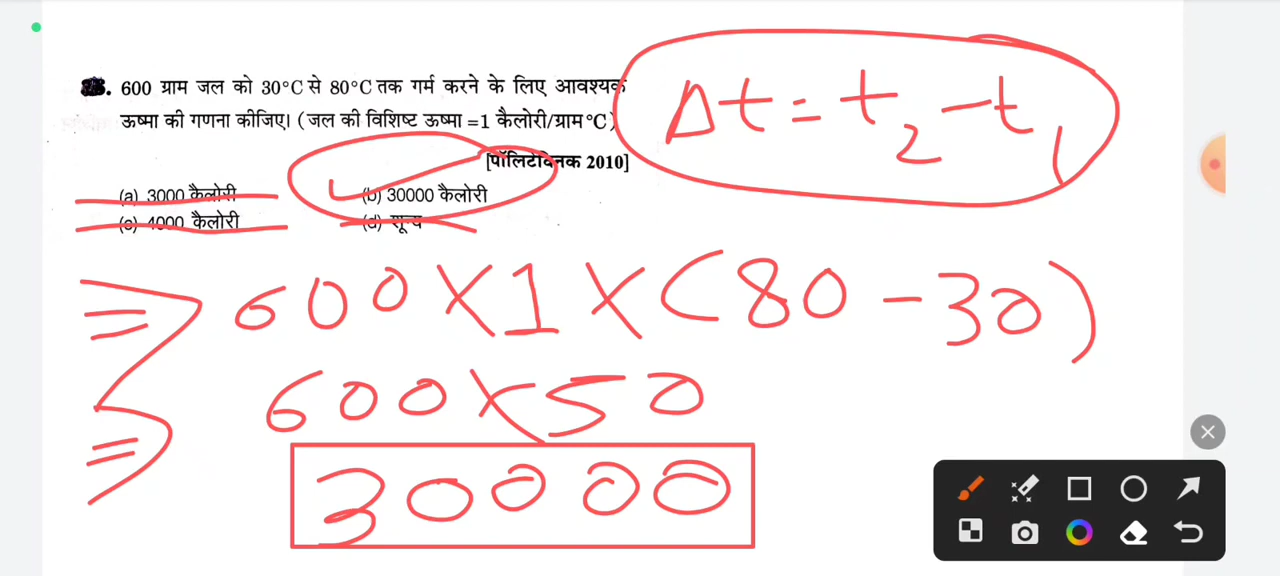 600 ग्राम जल को 30°C से 80°C तक गर्म करने के लिए आवश्यक
ऊष्मा की गणना कीजिए। (जल की विशिष्ट ऊष्मा =1 कैलोरी/ग्राम °C)
[पॉलिटेक्निक 2010]
(a) 3000 कैलोरी (b) 30000 कैलोरी
(c) 4000 कैलोरी (d) शून्य
Δt = t₂ - t₁
⇒ 600 × 1 × (80 - 30)
⇒ 600 × 50
30000